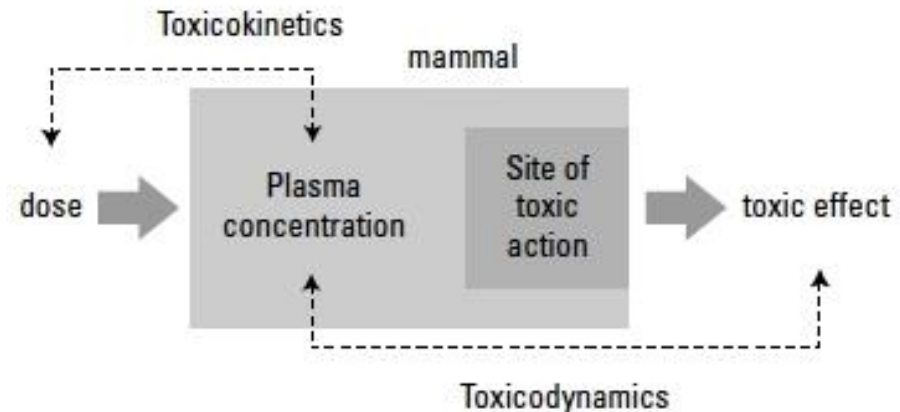 Toxicokinetics
mammal
dose
Plasma
concentration
Site of
toxic
action
toxic effect
Toxicodynamics